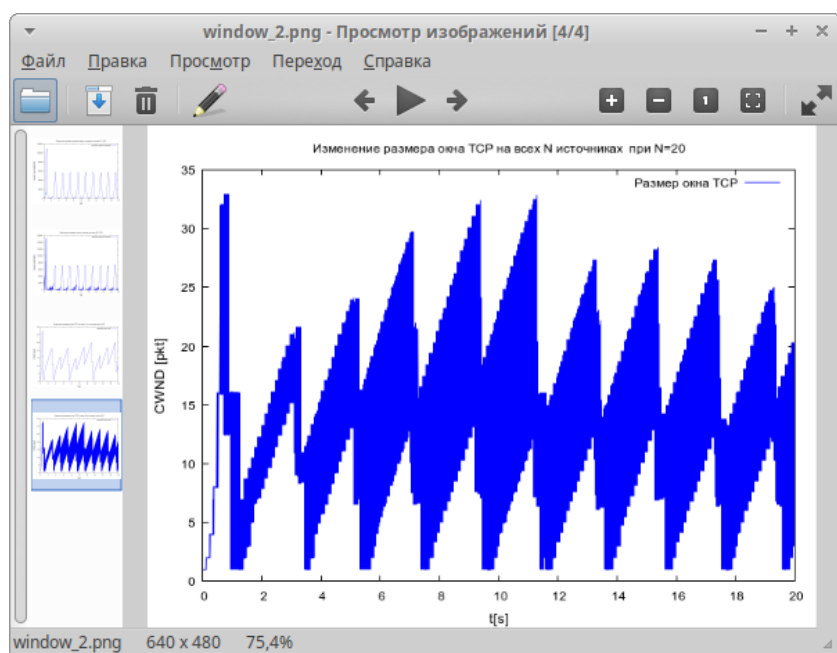 window_2.png - Просмотр изображений [4/4]
Файл Правка Просмотр Переход Справка
1
Изменение размера окна TCP на всех N источниках при N=20
Размер окна TCP
35
30
25
20
15
10
5
0
CWND [pkt]
0 2 4 6 8 10 12 14 16 18 20
t[s]
window_2.png 640 x 480 75,4%